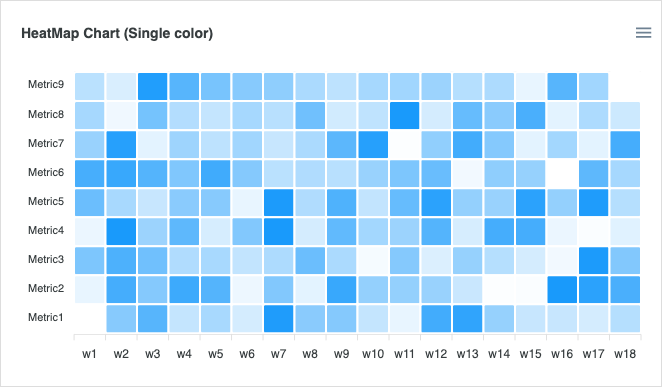 HeatMap Chart (Single color)
Metric9
Metric8
Metric7
Metric6
Metric5
Metric4
Metric3
Metric2
Metric1
w1 w2 w3 w4 w5 w6 w7 w8 w9 w10 w11 w12 w13 w14 w15 w16 w17 w18